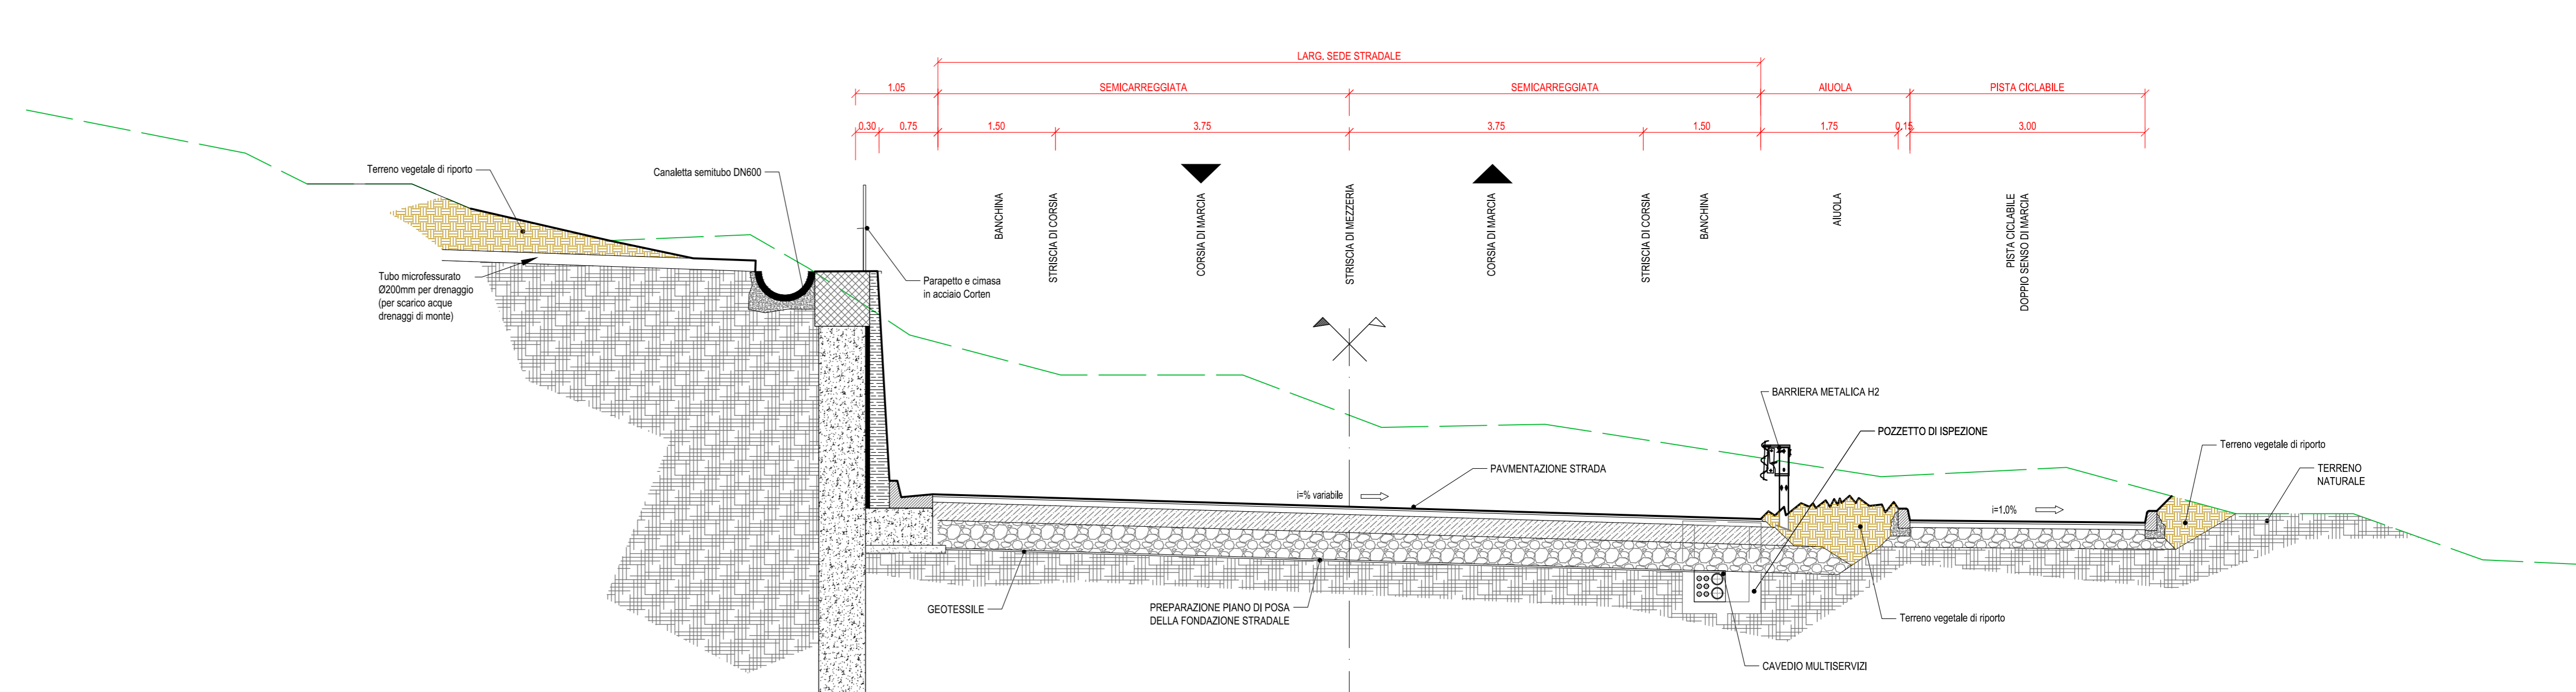 LARG. SEDE STRADALE
1.05
SEMICARREGGIATA
SEMICARREGGIATA
AIUOLA
PISTA CICLABILE
0.30
0.75
1.50
3.75
3.75
1.50
1.75
0.15
3.00
Terreno vegetale di riporto
Canaletta semitubo DN600
BANCHINA
STRISCIA DI CORSIA
CORSIA DI MARCIA
STRISCIA DI MEZZERIA
CORSIA DI MARCIA
STRISCIA DI CORSIA
BANCHINA
AIUOLA
PISTA CICLABILE
DOPPIO SENSO DI MARCIA
Tubo microfessurato
Ø200mm per drenaggio
(per scarico acque
drenaggi di monte)
Parapetto e cimasa
in acciaio Corten
BARRIERA METALICA H2
POZZETTO DI ISPEZIONE
Terreno vegetale di riporto
PAVMENTAZIONE STRADA
TERRENO
NATURALE
i=% variabile
i=1.0%
GEOTESSILE
PREPARAZIONE PIANO DI POSA
DELLA FONDAZIONE STRADALE
Terreno vegetale di riporto
CAVEDIO MULTISERVIZI